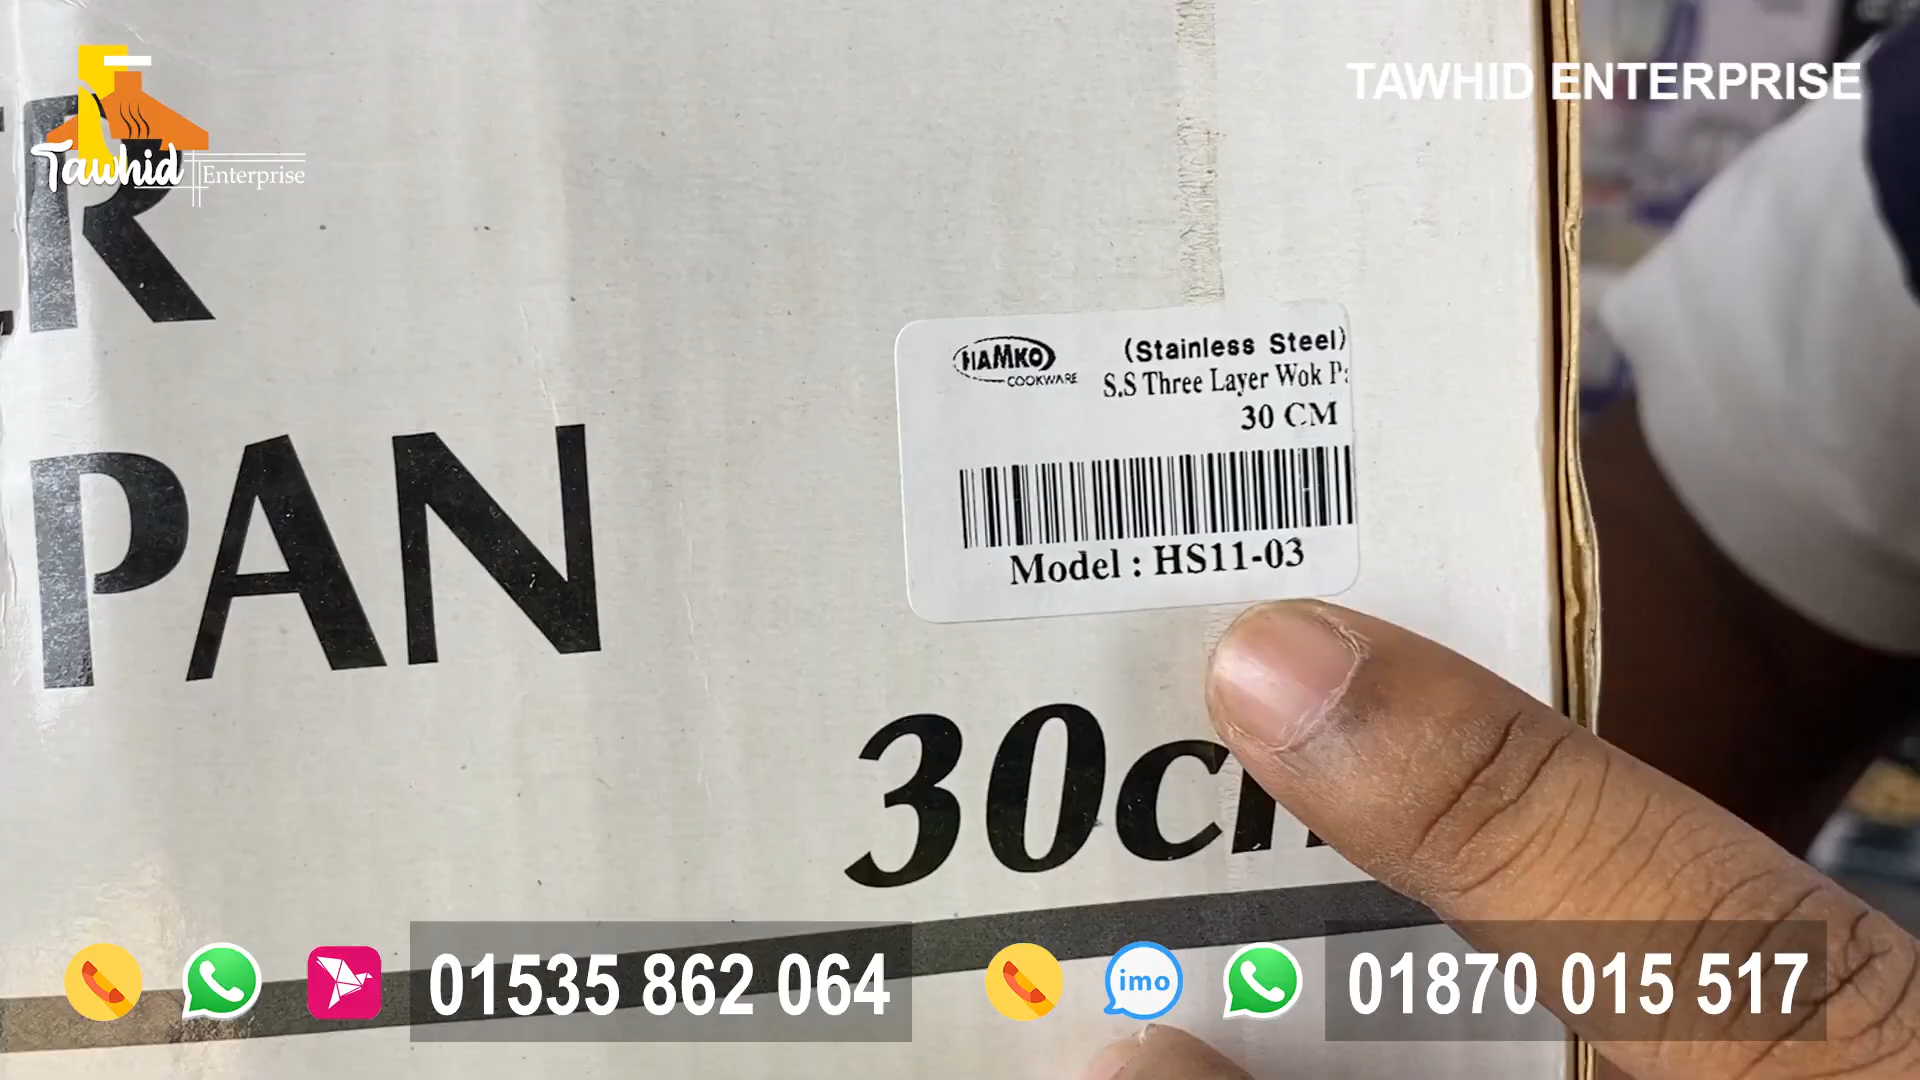 TAWHID ENTERPRISE
Tawhid
Enterprise
ER
PAN
HAMKO
COOKWARE
(Stainless Steel)
S.S Three Layer Wok
30 CM
Model : HS11-03
30c
01535 862 064
imo
01870 015 517